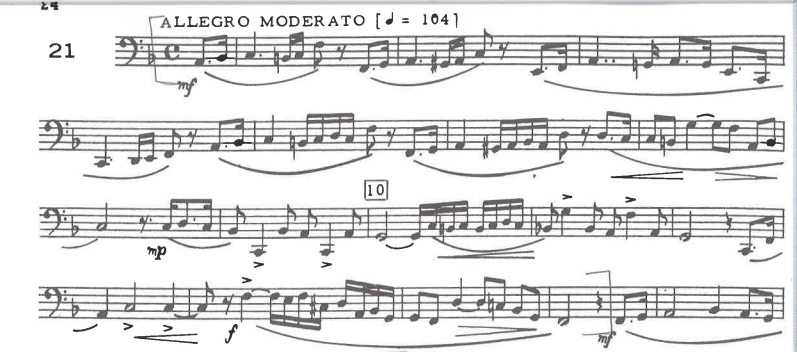 24
ALLEGRO MODERATO [♩ = 104]
21
mf
10
mp
f
mf